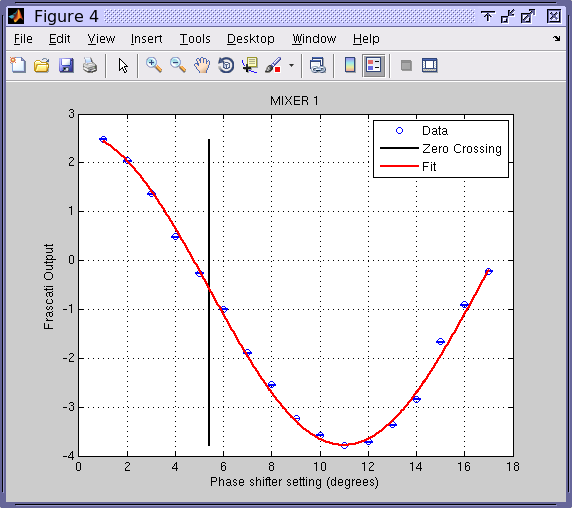 Figure 4
File Edit View Insert Tools Desktop Window Help
MIXER 1
3
2
1
0
-1
-2
-3
-4
0 2 4 6 8 10 12 14 16 18
Frascati Output
Phase shifter setting (degrees)
Data
Zero Crossing
Fit